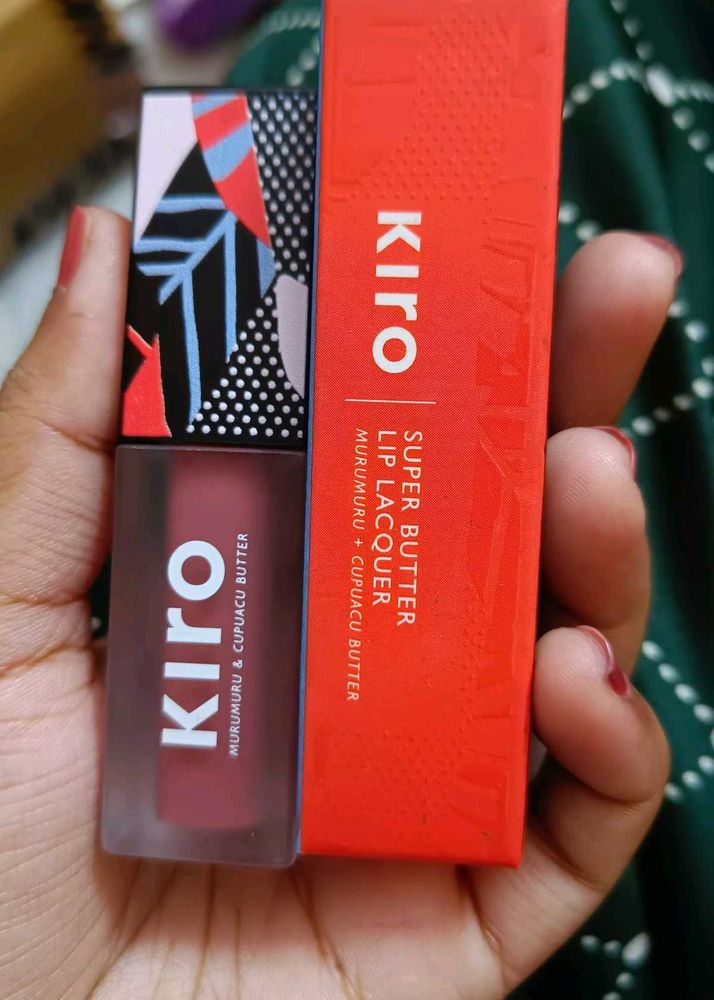 KIro
MURUMURU & CUPUACU BUTTER
KIro
SUPER BUTTER
LIP LACQUER
MURUMURU + CUPUACU BUTTER